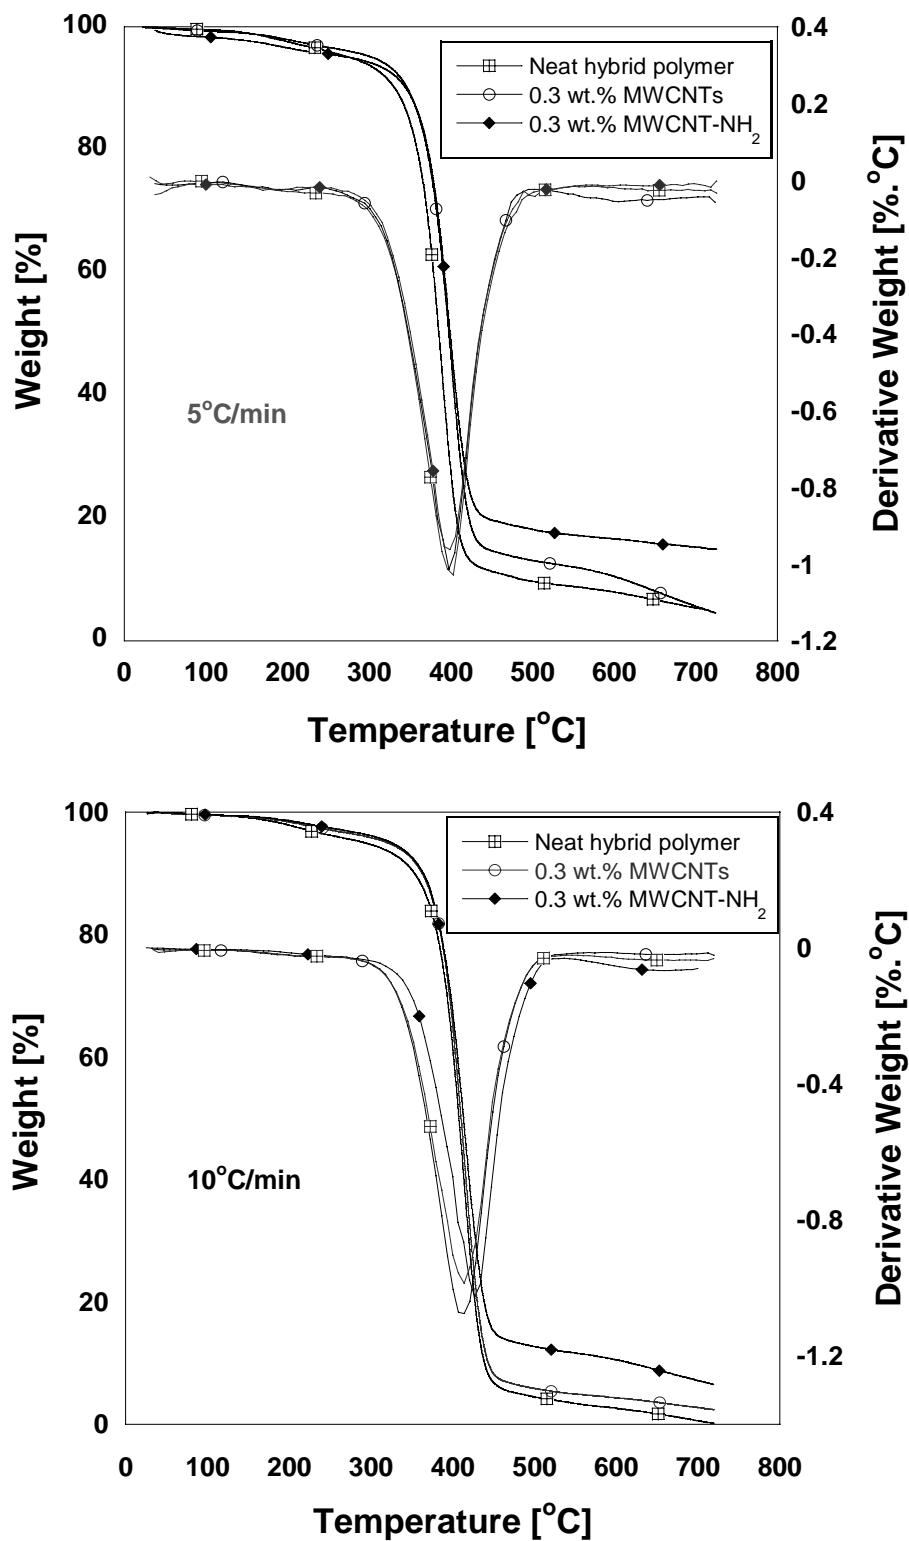 100
80
60
40
20
0
Weight [%]
0.4
0.2
0
-0.2
-0.4
-0.6
-0.8
-1
-1.2
Derivative Weight [%.°C]
Neat hybrid polymer
0.3 wt.% MWCNTs
0.3 wt.% MWCNT-NH₂
5°C/min
0 100 200 300 400 500 600 700 800
Temperature [°C]
100
80
60
40
20
0
Weight [%]
0.4
0
-0.4
-0.8
-1.2
Derivative Weight [%.°C]
Neat hybrid polymer
0.3 wt.% MWCNTs
0.3 wt.% MWCNT-NH₂
10°C/min
0 100 200 300 400 500 600 700 800
Temperature [°C]